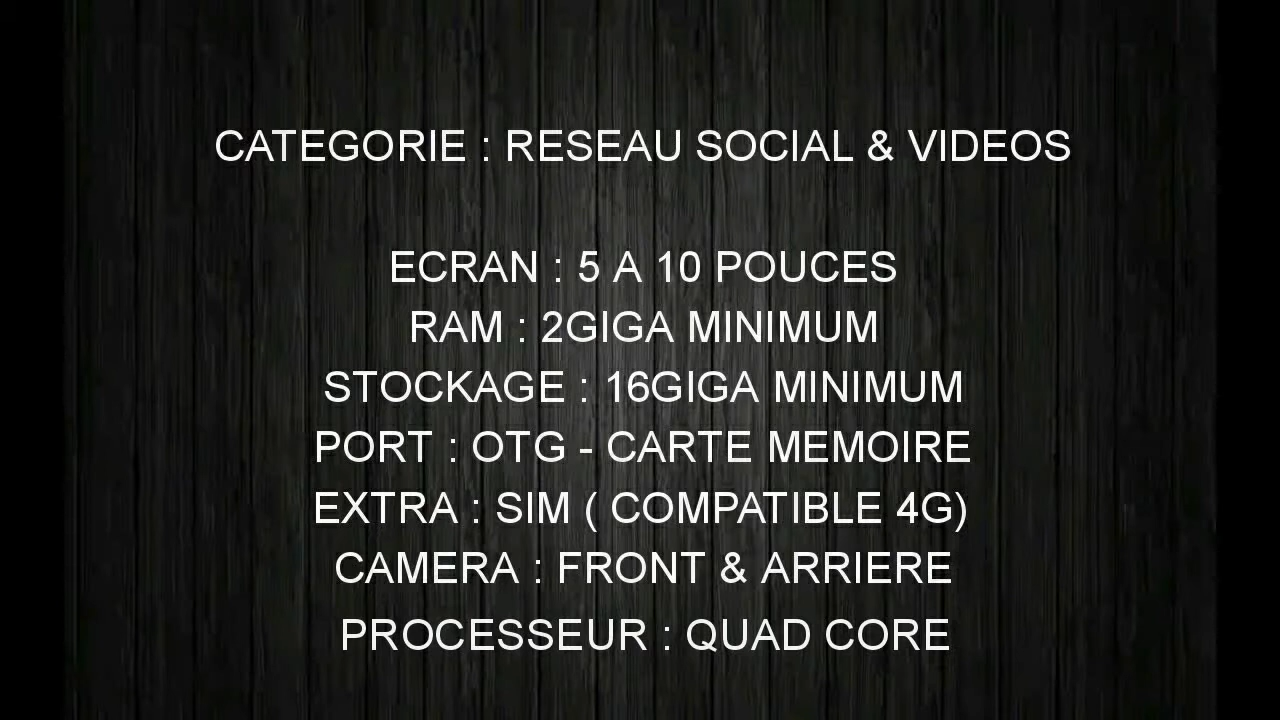 CATEGORIE : RESEAU SOCIAL & VIDEOS
ECRAN : 5 A 10 POUCES
RAM : 2GIGA MINIMUM
STOCKAGE : 16GIGA MINIMUM
PORT : OTG - CARTE MEMOIRE
EXTRA : SIM ( COMPATIBLE 4G)
CAMERA : FRONT & ARRIERE
PROCESSEUR : QUAD CORE